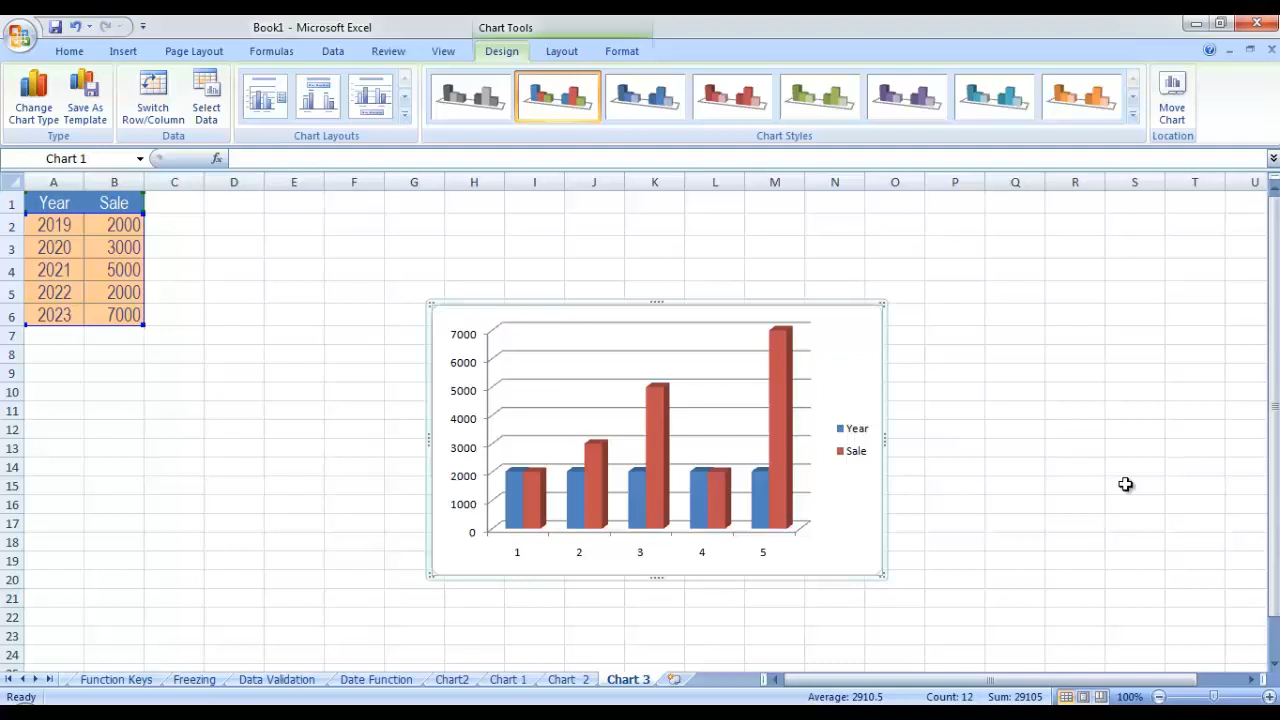 Book1 - Microsoft Excel
Chart Tools
Home Insert Page Layout Formulas Data Review View Design Layout Format
Change Chart Type
Save As Template
Switch Row/Column
Select Data
Move Chart
Type Data Chart Layouts Chart Styles Location
Chart 1 fx
A B C D E F G H I J K L M N O P Q R S T U
1 Year Sale
2 2019 2000
3 2020 3000
4 2021 5000
5 2022 2000
6 2023 7000
7
8
9
10
11
12
13
14
15
16
17
18
19
20
21
22
23
24
7000
6000
5000
4000
3000
2000
1000
0
1 2 3 4 5
Year
Sale
Function Keys Freezing Data Validation Date Function Chart2 Chart 1 Chart 2 Chart 3
Ready Average: 2910.5 Count: 12 Sum: 29105 100%